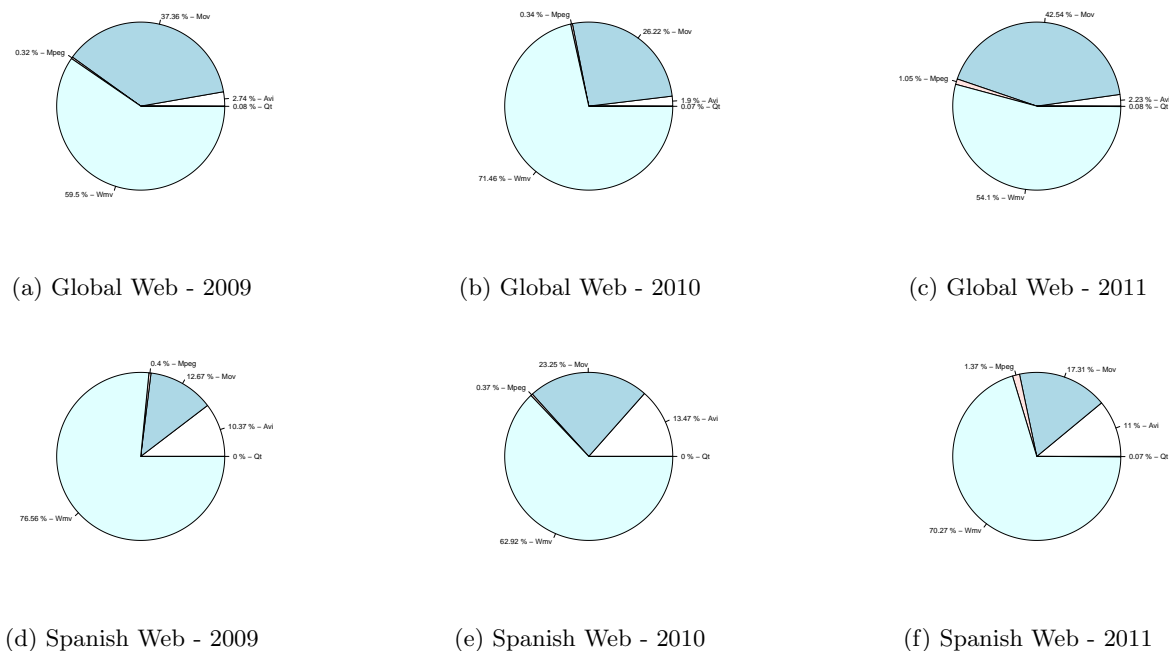 37.36 % – Mov
0.32 % – Mpeg
2.74 % – Avi
0.08 % – Qt
59.5 % – Wmv
(a) Global Web - 2009
0.34 % – Mpeg
26.22 % – Mov
1.9 % – Avi
0.07 % – Qt
71.46 % – Wmv
(b) Global Web - 2010
42.54 % – Mov
1.05 % – Mpeg
2.23 % – Avi
0.08 % – Qt
54.1 % – Wmv
(c) Global Web - 2011
0.4 % – Mpeg
12.67 % – Mov
10.37 % – Avi
0 % – Qt
76.56 % – Wmv
(d) Spanish Web - 2009
23.25 % – Mov
0.37 % – Mpeg
13.47 % – Avi
0 % – Qt
62.92 % – Wmv
(e) Spanish Web - 2010
1.37 % – Mpeg
17.31 % – Mov
11 % – Avi
0.07 % – Qt
70.27 % – Wmv
(f) Spanish Web - 2011